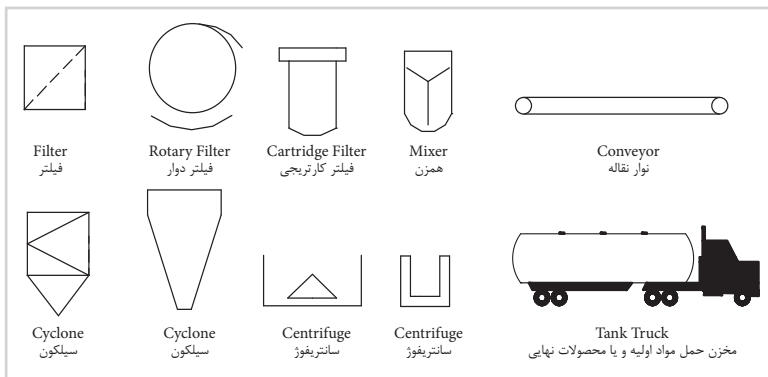 Filter
فیلتر
Rotary Filter
فیلتر دوار
Cartridge Filter
فیلتر کارتریجی
Mixer
همزن
Conveyor
نوار نقاله
Cyclone
سیلکون
Cyclone
سیلکون
Centrifuge
سانتریفوژ
Centrifuge
سانتریفوژ
Tank Truck
مخزن حمل مواد اولیه و یا محصولات نهایی